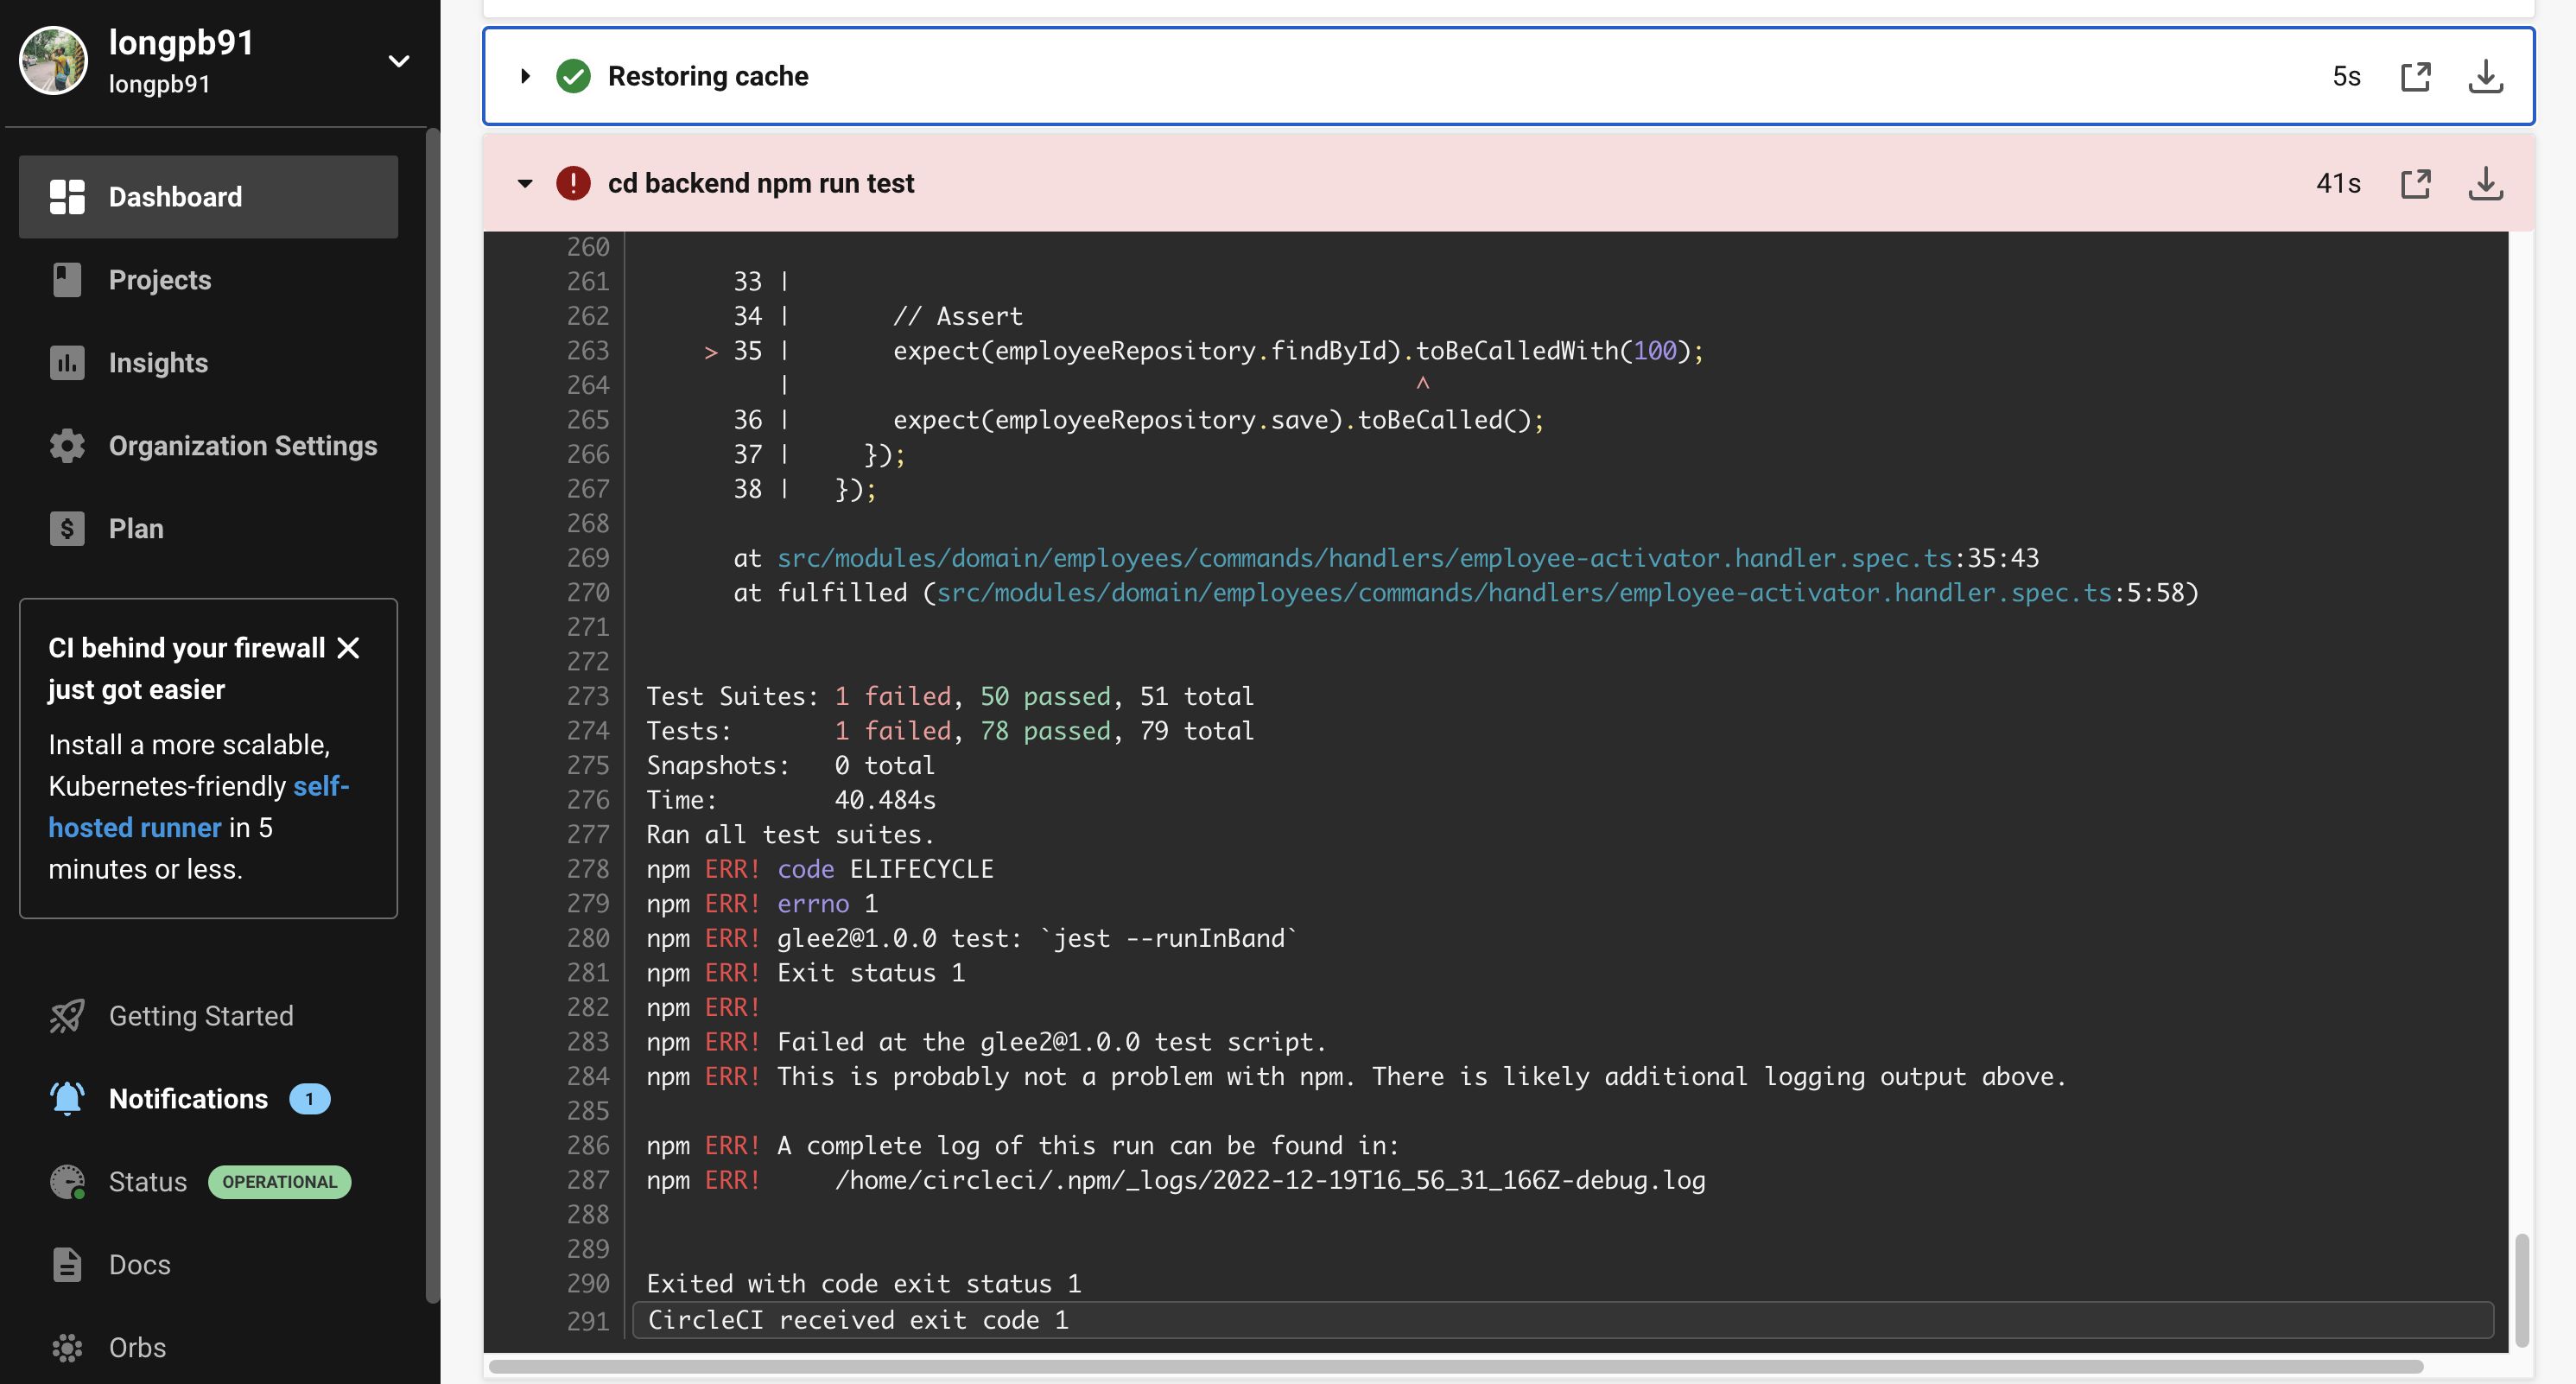 longpb91
longpb91
Dashboard
Projects
Insights
Organization Settings
Plan
CI behind your firewall
just got easier
Install a more scalable,
Kubernetes-friendly self-
hosted runner in 5
minutes or less.
Getting Started
Notifications 1
Status OPERATIONAL
Docs
Orbs
Restoring cache 5s
cd backend npm run test 41s
260
261 33 |
262 34 | // Assert
263 > 35 | expect(employeeRepository.findById).toBeCalledWith(100);
264 | ^
265 36 | expect(employeeRepository.save).toBeCalled();
266 37 | });
267 38 | });
268
269 at src/modules/domain/employees/commands/handlers/employee-activator.handler.spec.ts:35:43
270 at fulfilled (src/modules/domain/employees/commands/handlers/employee-activator.handler.spec.ts:5:58)
271
272
273 Test Suites: 1 failed, 50 passed, 51 total
274 Tests: 1 failed, 78 passed, 79 total
275 Snapshots: 0 total
276 Time: 40.484s
277 Ran all test suites.
278 npm ERR! code ELIFECYCLE
279 npm ERR! errno 1
280 npm ERR! glee2@1.0.0 test: `jest --runInBand`
281 npm ERR! Exit status 1
282 npm ERR!
283 npm ERR! Failed at the glee2@1.0.0 test script.
284 npm ERR! This is probably not a problem with npm. There is likely additional logging output above.
285
286 npm ERR! A complete log of this run can be found in:
287 npm ERR! /home/circleci/.npm/_logs/2022-12-19T16_56_31_166Z-debug.log
288
289
290 Exited with code exit status 1
291 CircleCI received exit code 1